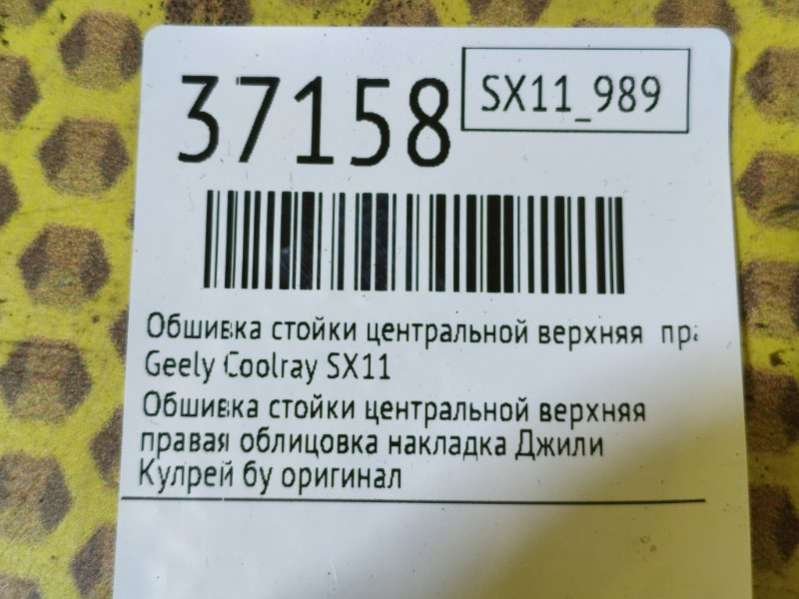 37158
SX11_989
Обшивка стойки центральной верхняя
Geely Coolray SX11
Обшивка стойки центральной верхняя
правая облицовка накладка Джили
Кулрей бу оригинал